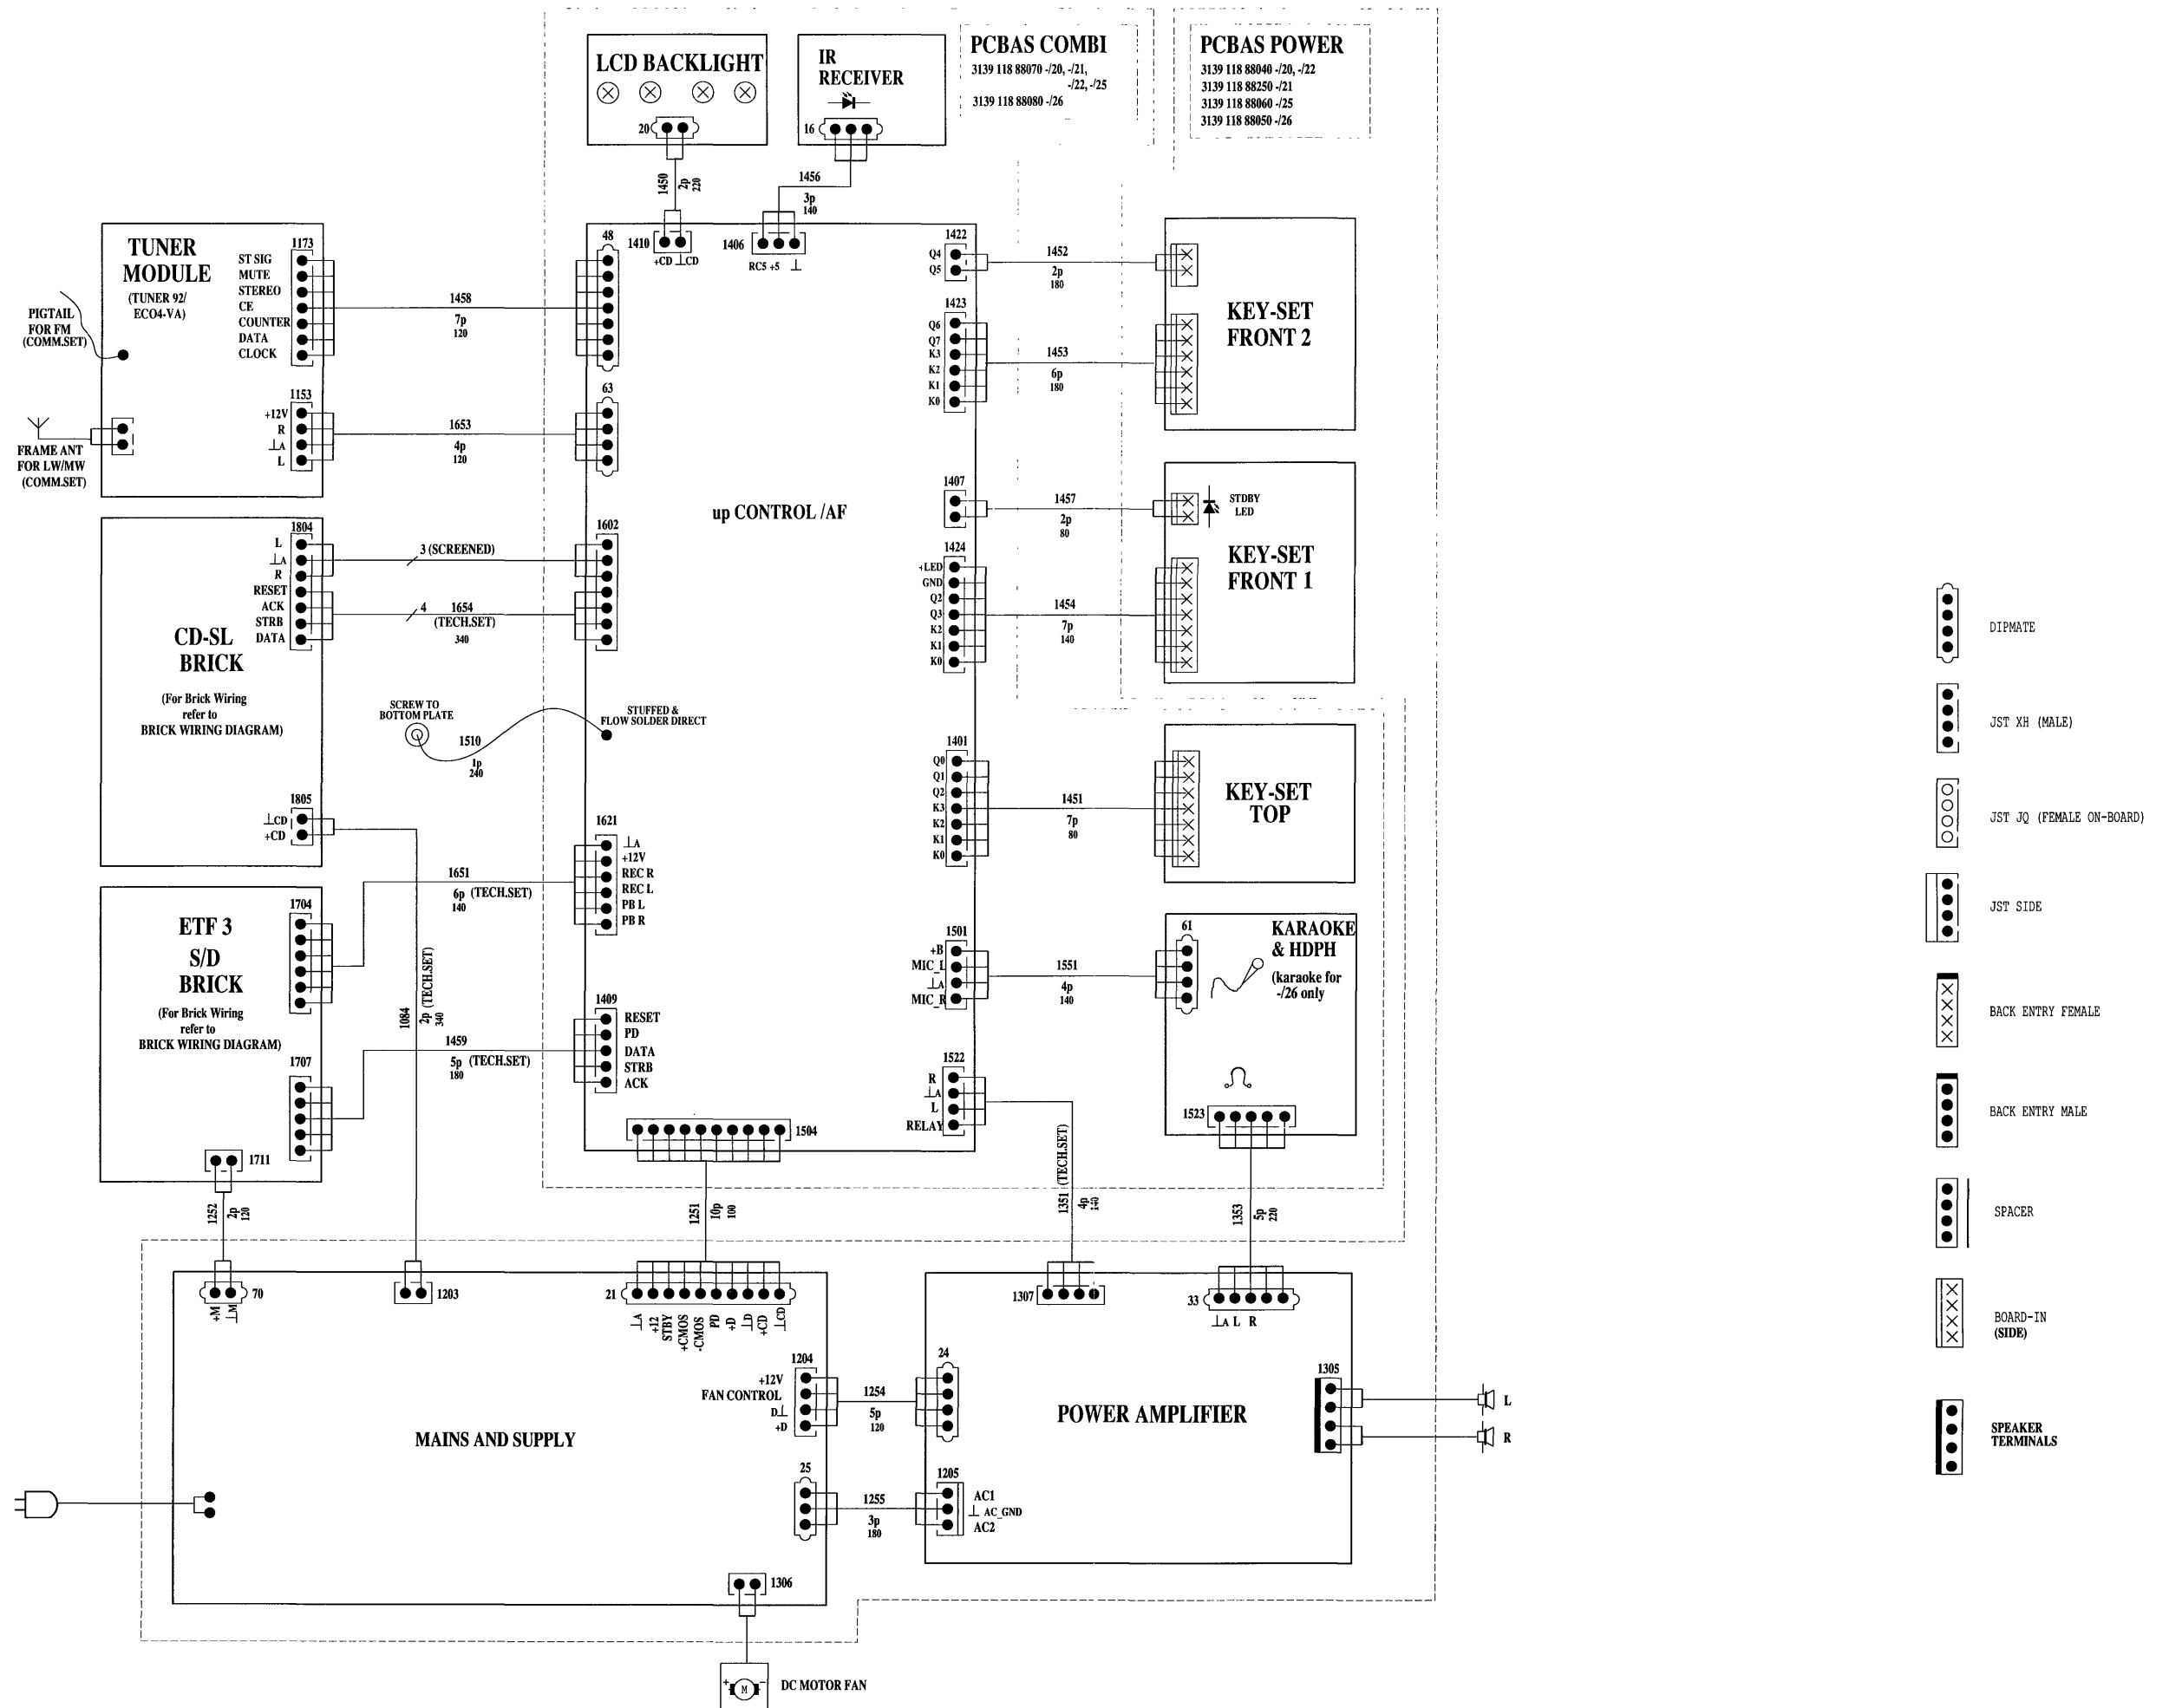 LCD BACKLIGHT
20
IR
RECEIVER
16
PCBAS COMBI
3139 118 88070 -/20, -/21,
-/22, -/25
3139 118 88080 -/26
PCBAS POWER
3139 118 88040 -/20, -/22
3139 118 88250 -/21
3139 118 88060 -/25
3139 118 88050 -/26
1450
2p
220
1456
3p
140
1410
+CD ⊥CD
1406
RC5 +5 ⊥
TUNER
MODULE
(TUNER 92/
ECO4-VA)
PIGTAIL
FOR FM
(COMM.SET)
FRAME ANT
FOR LW/MW
(COMM.SET)
1173
ST SIG
MUTE
STEREO
CE
COUNTER
DATA
CLOCK
1153
+12V
R
⊥A
L
1458
7p
120
48
1653
4p
120
63
up CONTROL /AF
1422
Q4
Q5
1452
2p
180
1423
Q6
Q7
K3
K2
K1
K0
1453
6p
180
KEY-SET
FRONT 2
1407
1457
2p
80
STDBY
LED
1424
+LED
GND
Q2
Q3
K2
K1
K0
1454
7p
140
KEY-SET
FRONT 1
CD-SL
BRICK
(For Brick Wiring
refer to
BRICK WIRING DIAGRAM)
1804
L
⊥A
R
RESET
ACK
STRB
DATA
3 (SCREENED)
4
1654
(TECH.SET)
340
1602
SCREW TO
BOTTOM PLATE
1510
1p
240
STUFFED &
FLOW SOLDER DIRECT
1805
⊥CD
+CD
1401
Q0
Q1
Q2
K3
K2
K1
K0
1451
7p
80
KEY-SET
TOP
ETF 3
S/D
BRICK
(For Brick Wiring
refer to
BRICK WIRING DIAGRAM)
1704
1707
1711
1651
6p (TECH.SET)
140
1621
⊥A
+12V
REC R
REC L
PB L
PB R
1084
2p (TECH.SET)
340
1459
5p (TECH.SET)
180
1409
RESET
PD
DATA
STRB
ACK
1504
1501
+B
MIC_L
⊥A
MIC_R
1551
4p
140
61
KARAOKE
& HDPH
(karaoke for
-/26 only
1522
R
⊥A
L
RELAY
1523
1252
2p
120
1251
10p
100
1351 (TECH.SET)
4p
140
1353
5p
220
70
+M
⊥M
1203
21
⊥A
+12
STBY
+CMOS
-CMOS
PD
+D
⊥D
+CD
⊥CD
1307
33
⊥A L R
MAINS AND SUPPLY
1204
+12V
FAN CONTROL
D⊥
+D
1254
5p
120
24
25
1255
3p
180
1205
AC1
⊥ AC_GND
AC2
POWER AMPLIFIER
1305
L
R
1306
+ M -
DC MOTOR FAN
DIPMATE
JST XH (MALE)
JST JQ (FEMALE ON-BOARD)
JST SIDE
BACK ENTRY FEMALE
BACK ENTRY MALE
SPACER
BOARD-IN
(SIDE)
SPEAKER
TERMINALS